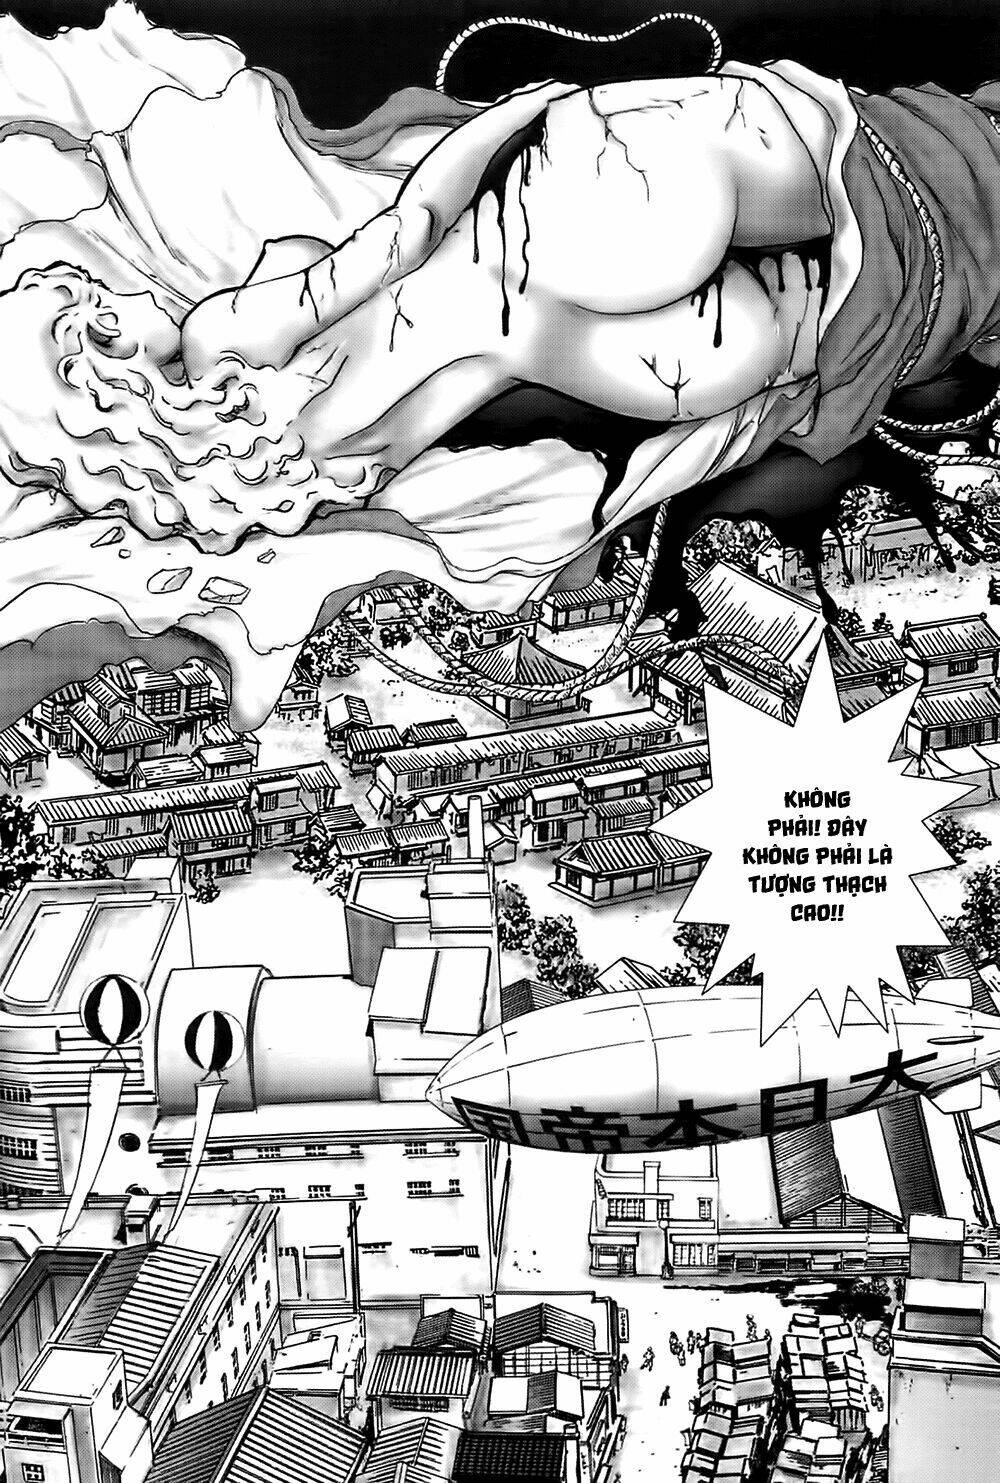 KHÔNG
PHẢI! ĐÂY
KHÔNG PHẢI LÀ
TƯỢNG THẠCH
CAO!!
国帝本日大